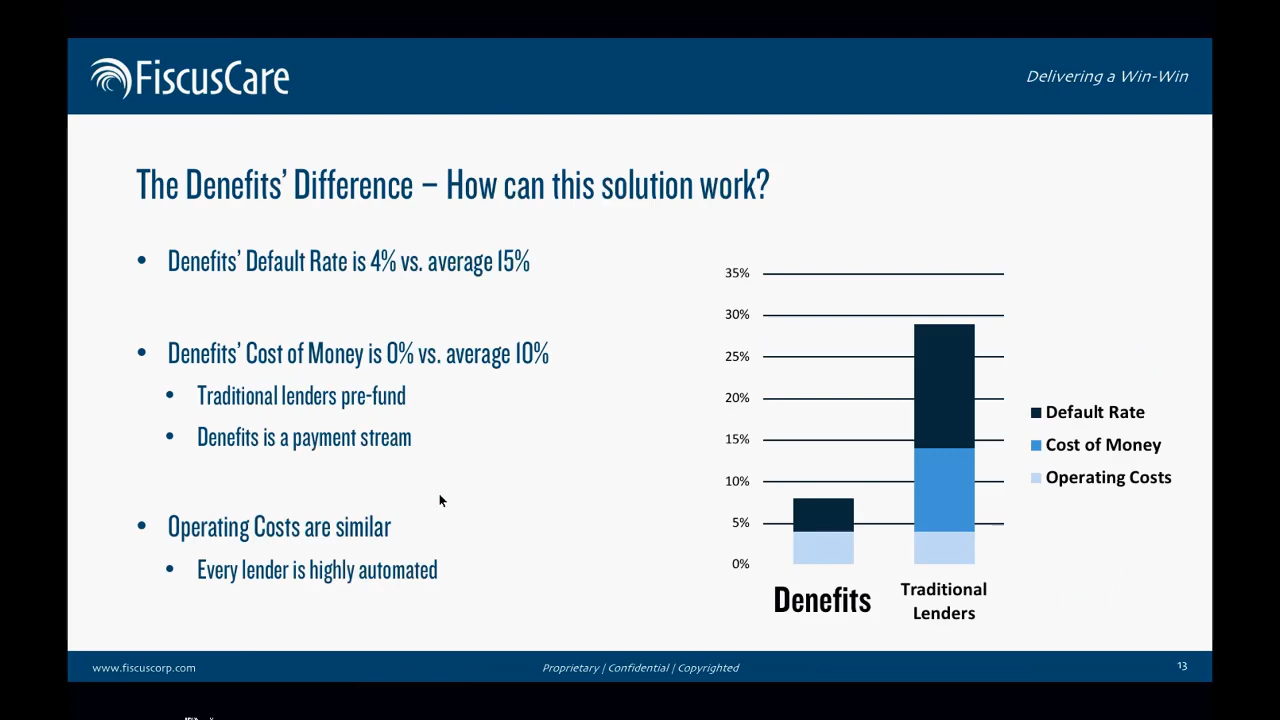 FiscusCare
Delivering a Win-Win
The Denefits’ Difference – How can this solution work?
• Denefits’ Default Rate is 4% vs. average 15%
• Denefits’ Cost of Money is 0% vs. average 10%
• Traditional lenders pre-fund
• Denefits is a payment stream
• Operating Costs are similar
• Every lender is highly automated
35%
30%
25%
20%
15%
10%
5%
0%
Denefits
Traditional
Lenders
Default Rate
Cost of Money
Operating Costs
www.fiscuscorp.com
Proprietary | Confidential | Copyrighted
13